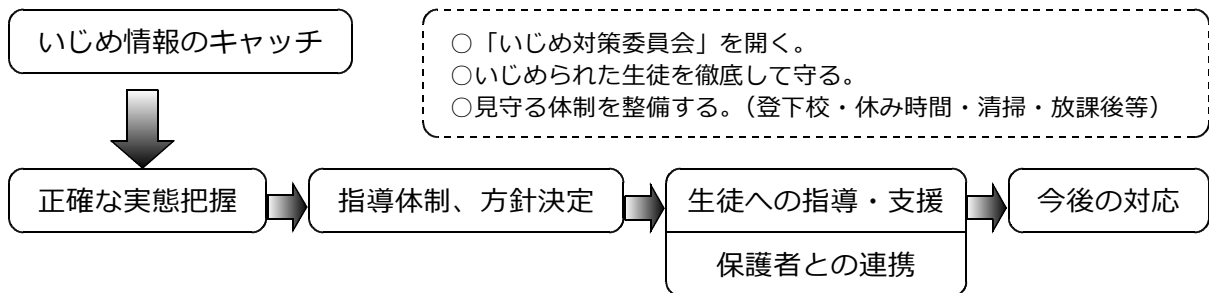 いじめ情報のキャッチ
○「いじめ対策委員会」を開く。
○いじめられた生徒を徹底して守る。
○見守る体制を整備する。（登下校・休み時間・清掃・放課後等）
正確な実態把握
指導体制、方針決定
生徒への指導・支援
保護者との連携
今後の対応